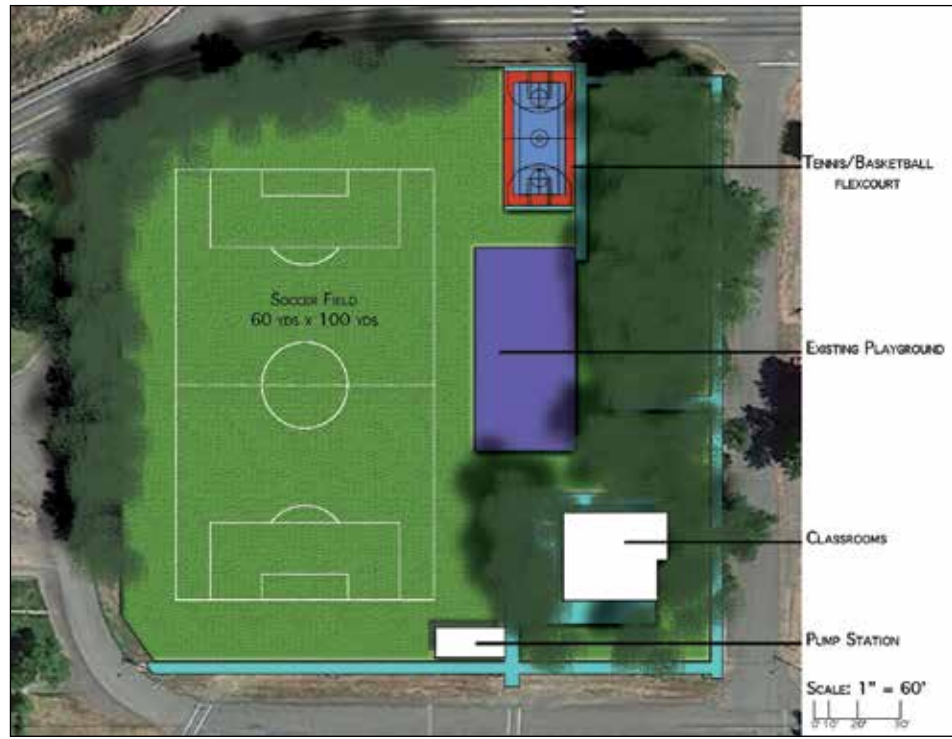 Tennis/Basketball
flexcourt
Soccer Field
60 yds x 100 yds
Existing Playground
Classrooms
Pump Station
Scale: 1" = 60'
0' 10' 20'